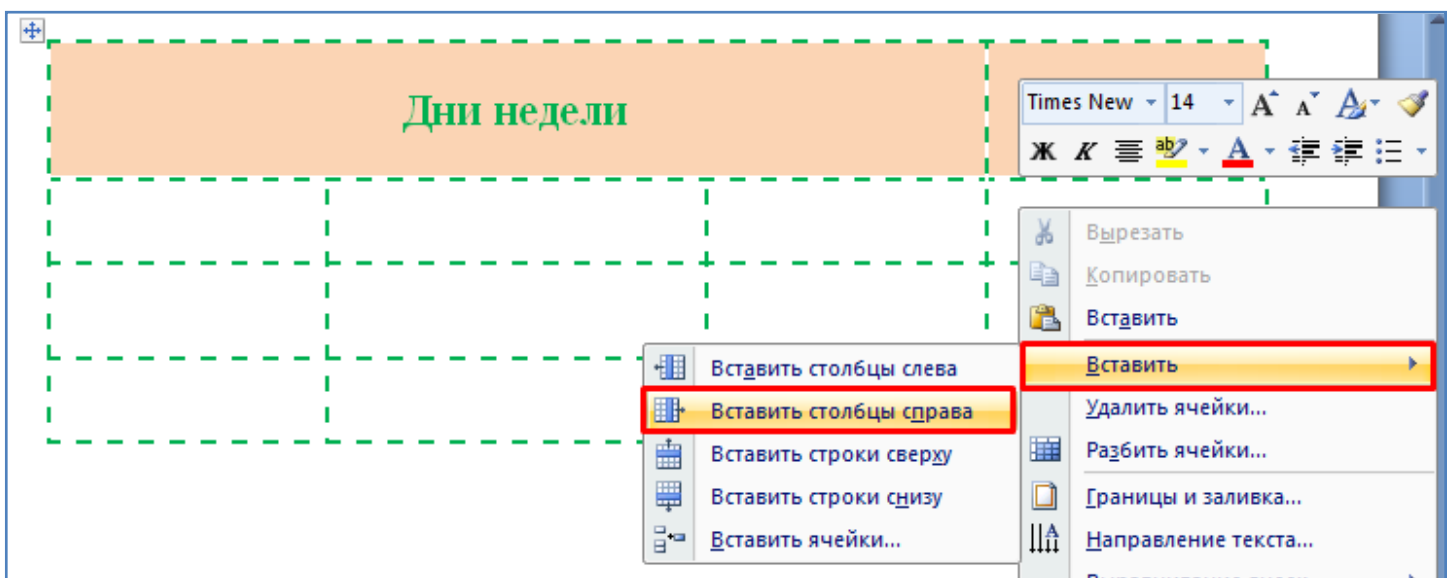 Дни недели
Times New 14
Ж К
Вырезать
Копировать
Вставить
Вставить
Удалить ячейки...
Разбить ячейки...
Границы и заливка...
Направление текста...
Вставить столбцы слева
Вставить столбцы справа
Вставить строки сверху
Вставить строки снизу
Вставить ячейки...